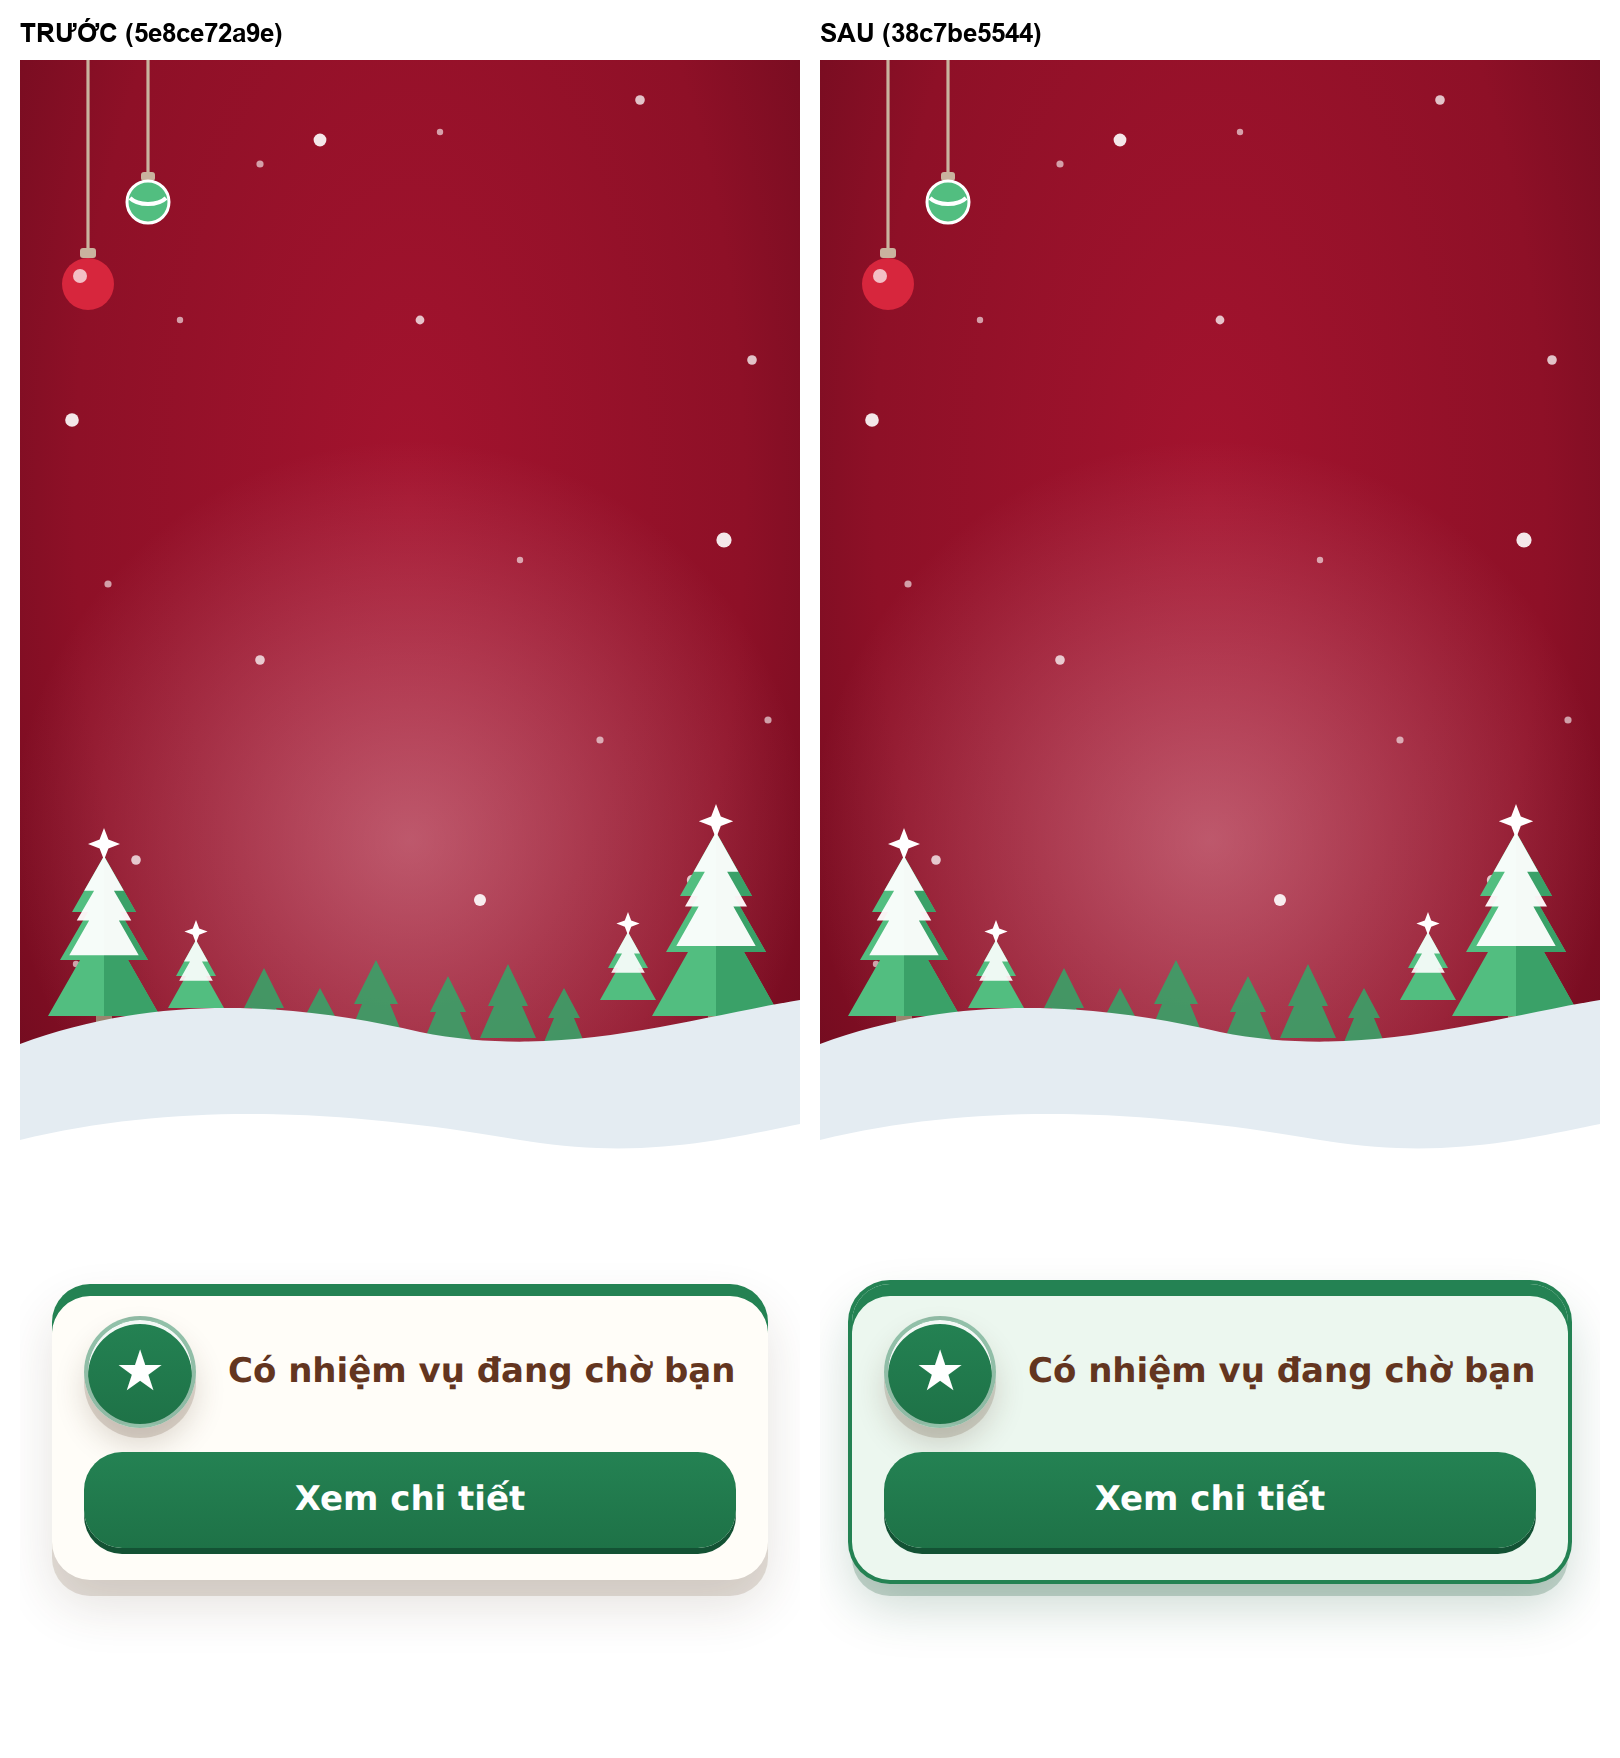 TRƯỚC (5e8ce72a9e)
SAU (38c7be5544)
Có nhiệm vụ đang chờ bạn
Xem chi tiết
Có nhiệm vụ đang chờ bạn
Xem chi tiết